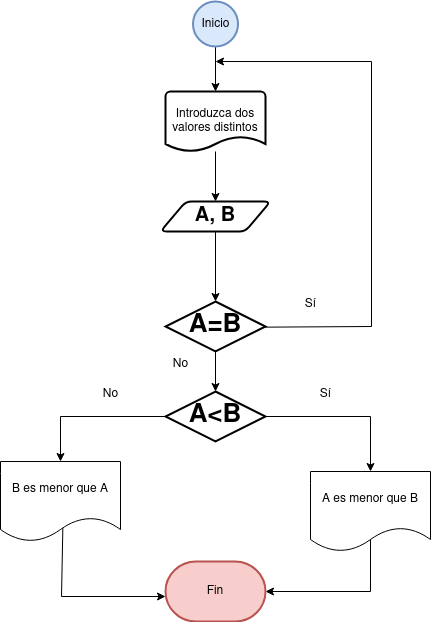 Inicio
Introduzca dos
valores distintos
A, B
Sí
A=B
No
No
A<B
Sí
B es menor que A
A es menor que B
Fin